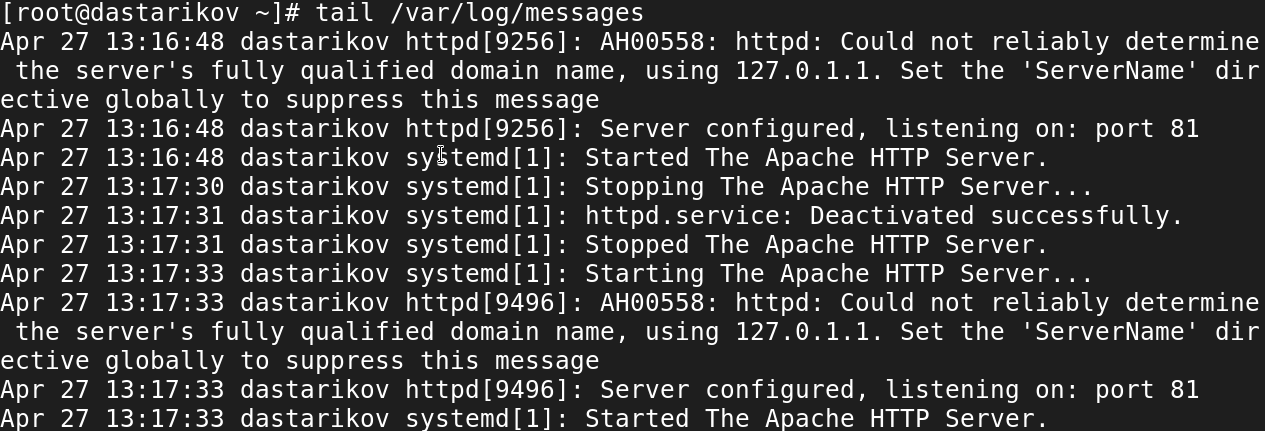 [root@dastarikov ~]# tail /var/log/messages
Apr 27 13:16:48 dastarikov httpd[9256]: AH00558: httpd: Could not reliably determine
 the server's fully qualified domain name, using 127.0.1.1. Set the 'ServerName' dir
ective globally to suppress this message
Apr 27 13:16:48 dastarikov httpd[9256]: Server configured, listening on: port 81
Apr 27 13:16:48 dastarikov systemd[1]: Started The Apache HTTP Server.
Apr 27 13:17:30 dastarikov systemd[1]: Stopping The Apache HTTP Server...
Apr 27 13:17:31 dastarikov systemd[1]: httpd.service: Deactivated successfully.
Apr 27 13:17:31 dastarikov systemd[1]: Stopped The Apache HTTP Server.
Apr 27 13:17:33 dastarikov systemd[1]: Starting The Apache HTTP Server...
Apr 27 13:17:33 dastarikov httpd[9496]: AH00558: httpd: Could not reliably determine
 the server's fully qualified domain name, using 127.0.1.1. Set the 'ServerName' dir
ective globally to suppress this message
Apr 27 13:17:33 dastarikov httpd[9496]: Server configured, listening on: port 81
Apr 27 13:17:33 dastarikov systemd[1]: Started The Apache HTTP Server.